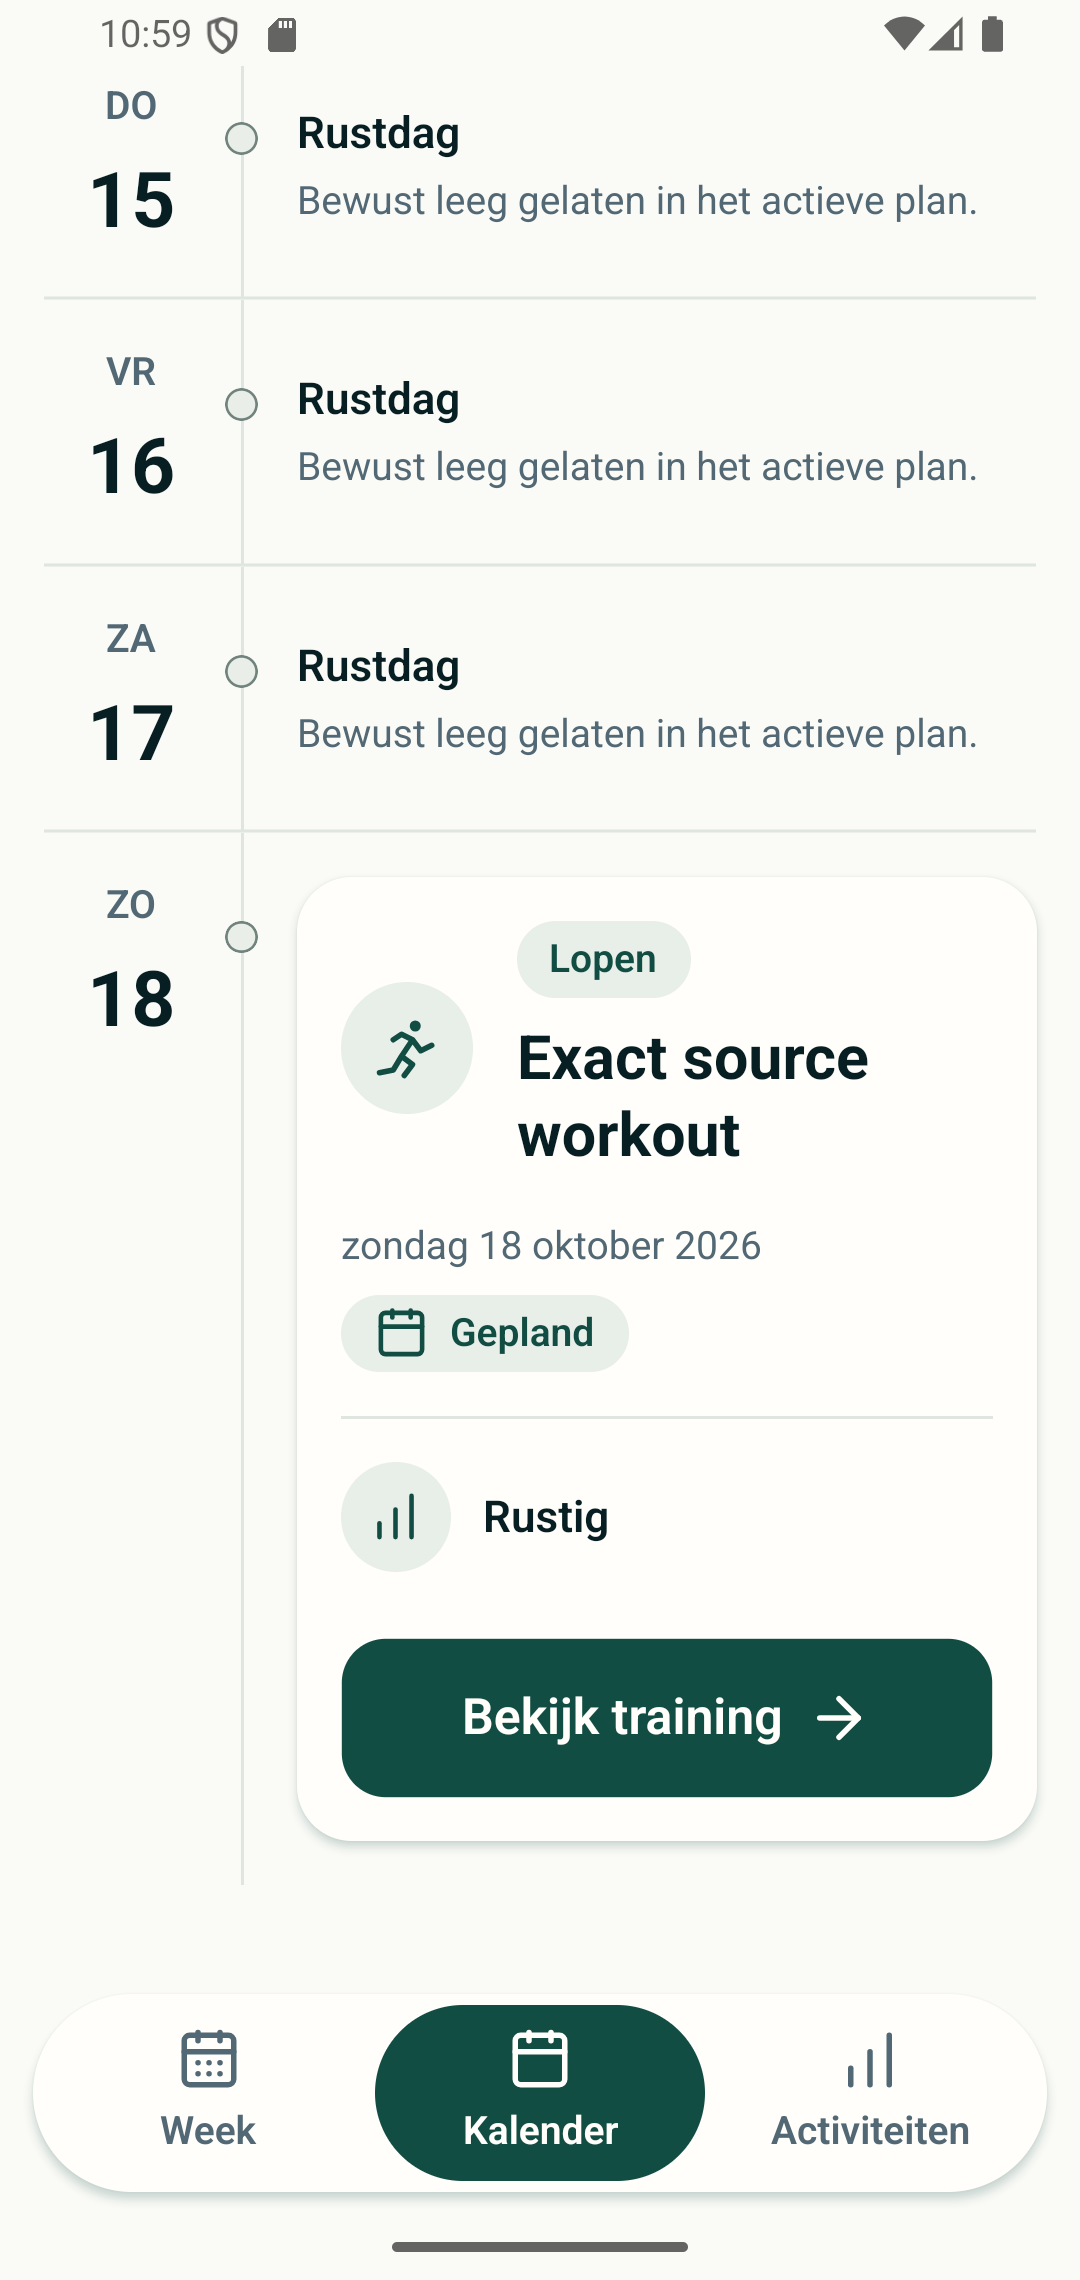 10:59
DO
15
Rustdag
Bewust leeg gelaten in het actieve plan.
VR
16
Rustdag
Bewust leeg gelaten in het actieve plan.
ZA
17
Rustdag
Bewust leeg gelaten in het actieve plan.
ZO
18
Lopen
Exact source
workout
zondag 18 oktober 2026
Gepland
Rustig
Bekijk training
Week
Kalender
Activiteiten